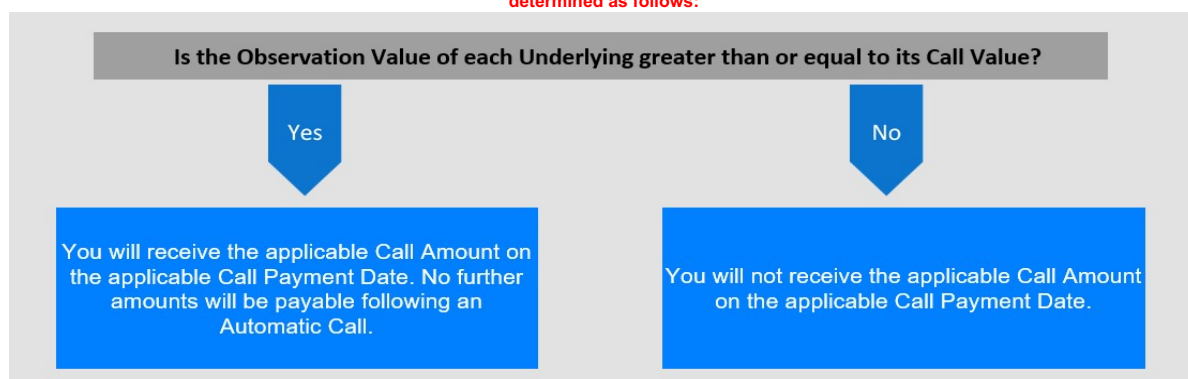 determined as follows:
Is the Observation Value of each Underlying greater than or equal to its Call Value?
Yes
No
You will receive the applicable Call Amount on
the applicable Call Payment Date. No further
amounts will be payable following an
Automatic Call.
You will not receive the applicable Call Amount
on the applicable Call Payment Date.